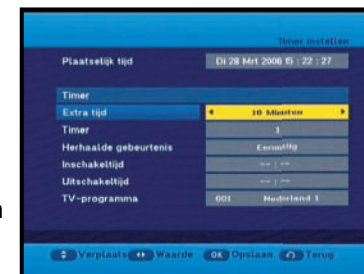 Timer instellen
Plaatselijk tijd Di 28 Mrt 2006 15 : 22 : 27
Timer
Extra tijd 10 Minuten
Timer 1
Herhaalde gebeurtenis Eenmalig
Inschakeltijd -- : --
Uitschakeltijd -- : --
TV-programma 001 Nederland 1
Verplaats Waarde OK Opslaan Terug